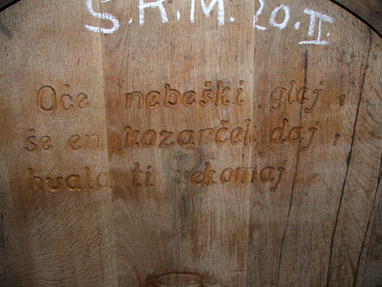 S.R.M. 20.II.
Oče nebeški glej,
še en kozarček daj,
hvala ti vekomaj.